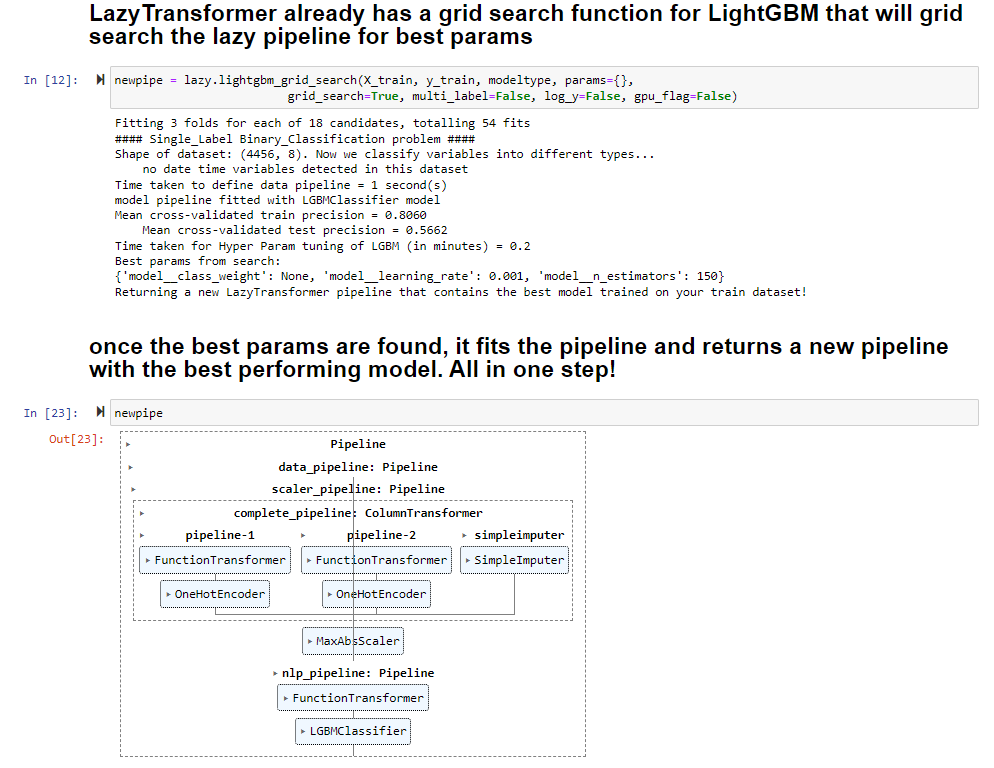 LazyTransformer already has a grid search function for LightGBM that will grid
search the lazy pipeline for best params
In [12]: newpipe = lazy.lightgbm_grid_search(X_train, y_train, modeltype, params={},
grid_search=True, multi_label=False, log_y=False, gpu_flag=False)
Fitting 3 folds for each of 18 candidates, totalling 54 fits
#### Single_Label Binary_Classification problem ####
Shape of dataset: (4456, 8). Now we classify variables into different types...
no date time variables detected in this dataset
Time taken to define data pipeline = 1 second(s)
model pipeline fitted with LGBMClassifier model
Mean cross-validated train precision = 0.8060
Mean cross-validated test precision = 0.5662
Time taken for Hyper Param tuning of LGBM (in minutes) = 0.2
Best params from search:
{'model__class_weight': None, 'model__learning_rate': 0.001, 'model__n_estimators': 150}
Returning a new LazyTransformer pipeline that contains the best model trained on your train dataset!
once the best params are found, it fits the pipeline and returns a new pipeline
with the best performing model. All in one step!
In [23]: newpipe
Out[23]:
Pipeline
data_pipeline: Pipeline
scaler_pipeline: Pipeline
complete_pipeline: ColumnTransformer
pipeline-1 pipeline-2 simpleimputer
FunctionTransformer FunctionTransformer SimpleImputer
OneHotEncoder OneHotEncoder
MaxAbsScaler
nlp_pipeline: Pipeline
FunctionTransformer
LGBMClassifier